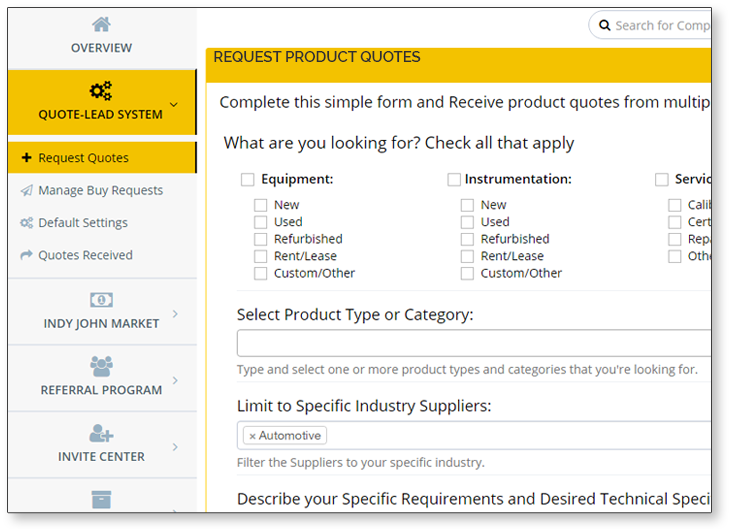 OVERVIEW
QUOTE-LEAD SYSTEM
Request Quotes
Manage Buy Requests
Default Settings
Quotes Received
INDY JOHN MARKET
REFERRAL PROGRAM
INVITE CENTER
Search for Comp
REQUEST PRODUCT QUOTES
Complete this simple form and Receive product quotes from multip
What are you looking for? Check all that apply
Equipment:
New
Used
Refurbished
Rent/Lease
Custom/Other
Instrumentation:
New
Used
Refurbished
Rent/Lease
Custom/Other
Servic
Calib
Cert
Repa
Othe
Select Product Type or Category:
Type and select one or more product types and categories that you're looking for.
Limit to Specific Industry Suppliers:
× Automotive
Filter the Suppliers to your specific industry.
Describe your Specific Requirements and Desired Technical Speci